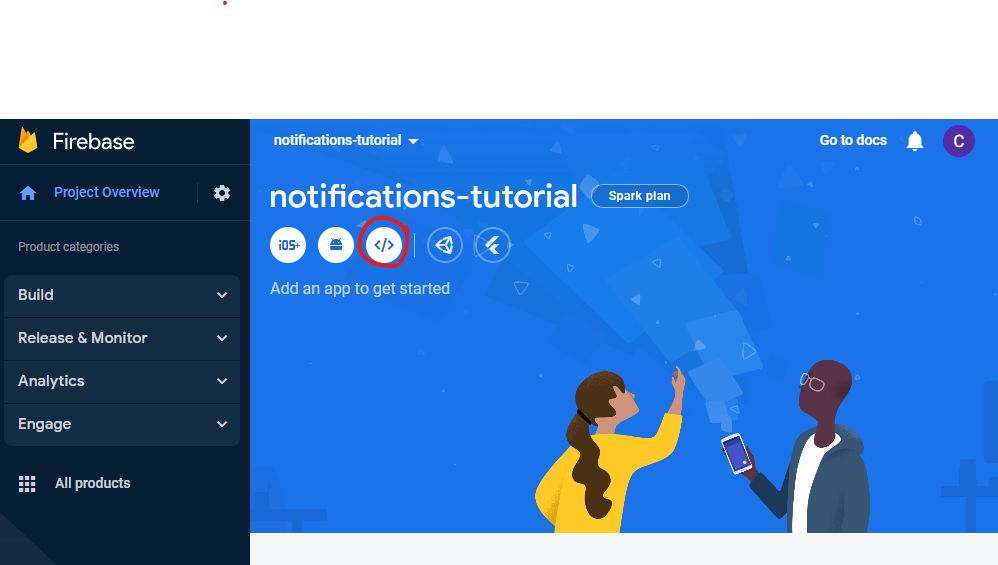 Firebase
notifications-tutorial
Go to docs
C
Project Overview
notifications-tutorial
Spark plan
Product categories
iOS+
</>
Add an app to get started
Build
Release & Monitor
Analytics
Engage
All products